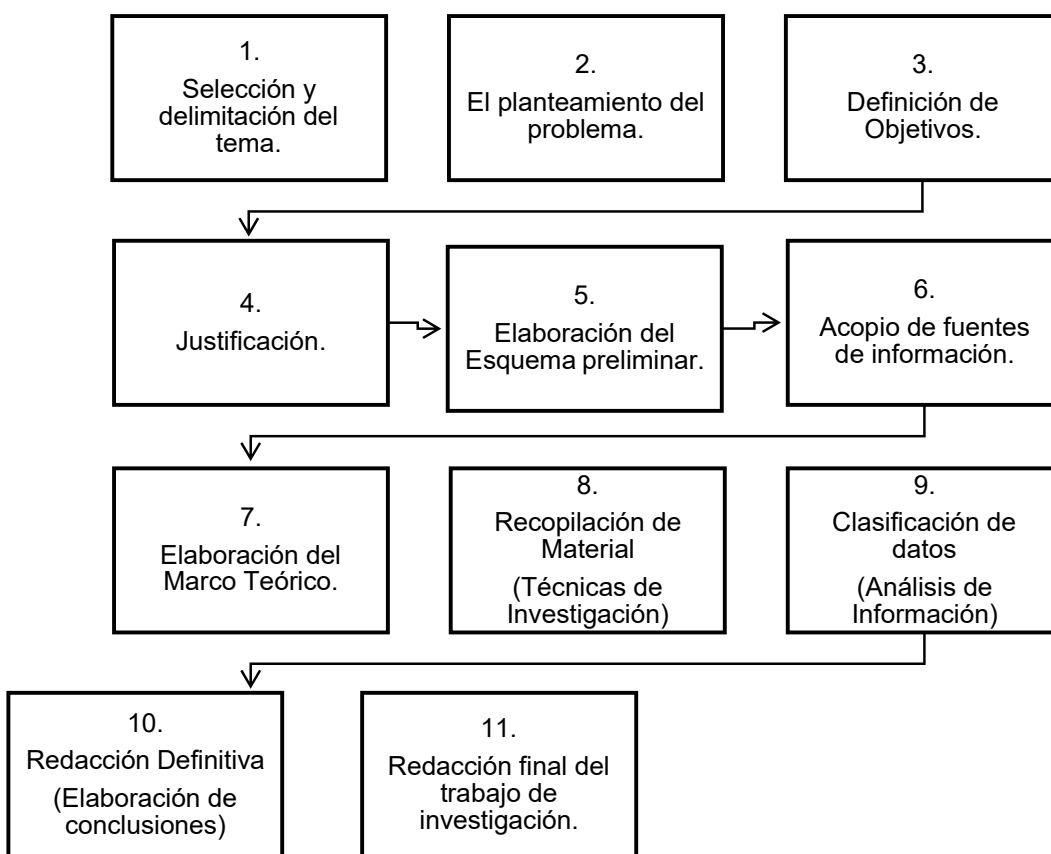 1.
Selección y
delimitación del
tema.
2.
El planteamiento del
problema.
3.
Definición de
Objetivos.
4.
Justificación.
5.
Elaboración del
Esquema preliminar.
6.
Acopio de fuentes
de información.
7.
Elaboración del
Marco Teórico.
8.
Recopilación de
Material
(Técnicas de
Investigación)
9.
Clasificación de
datos
(Análisis de
Información)
10.
Redacción Definitiva
(Elaboración de
conclusiones)
11.
Redacción final del
trabajo de
investigación.